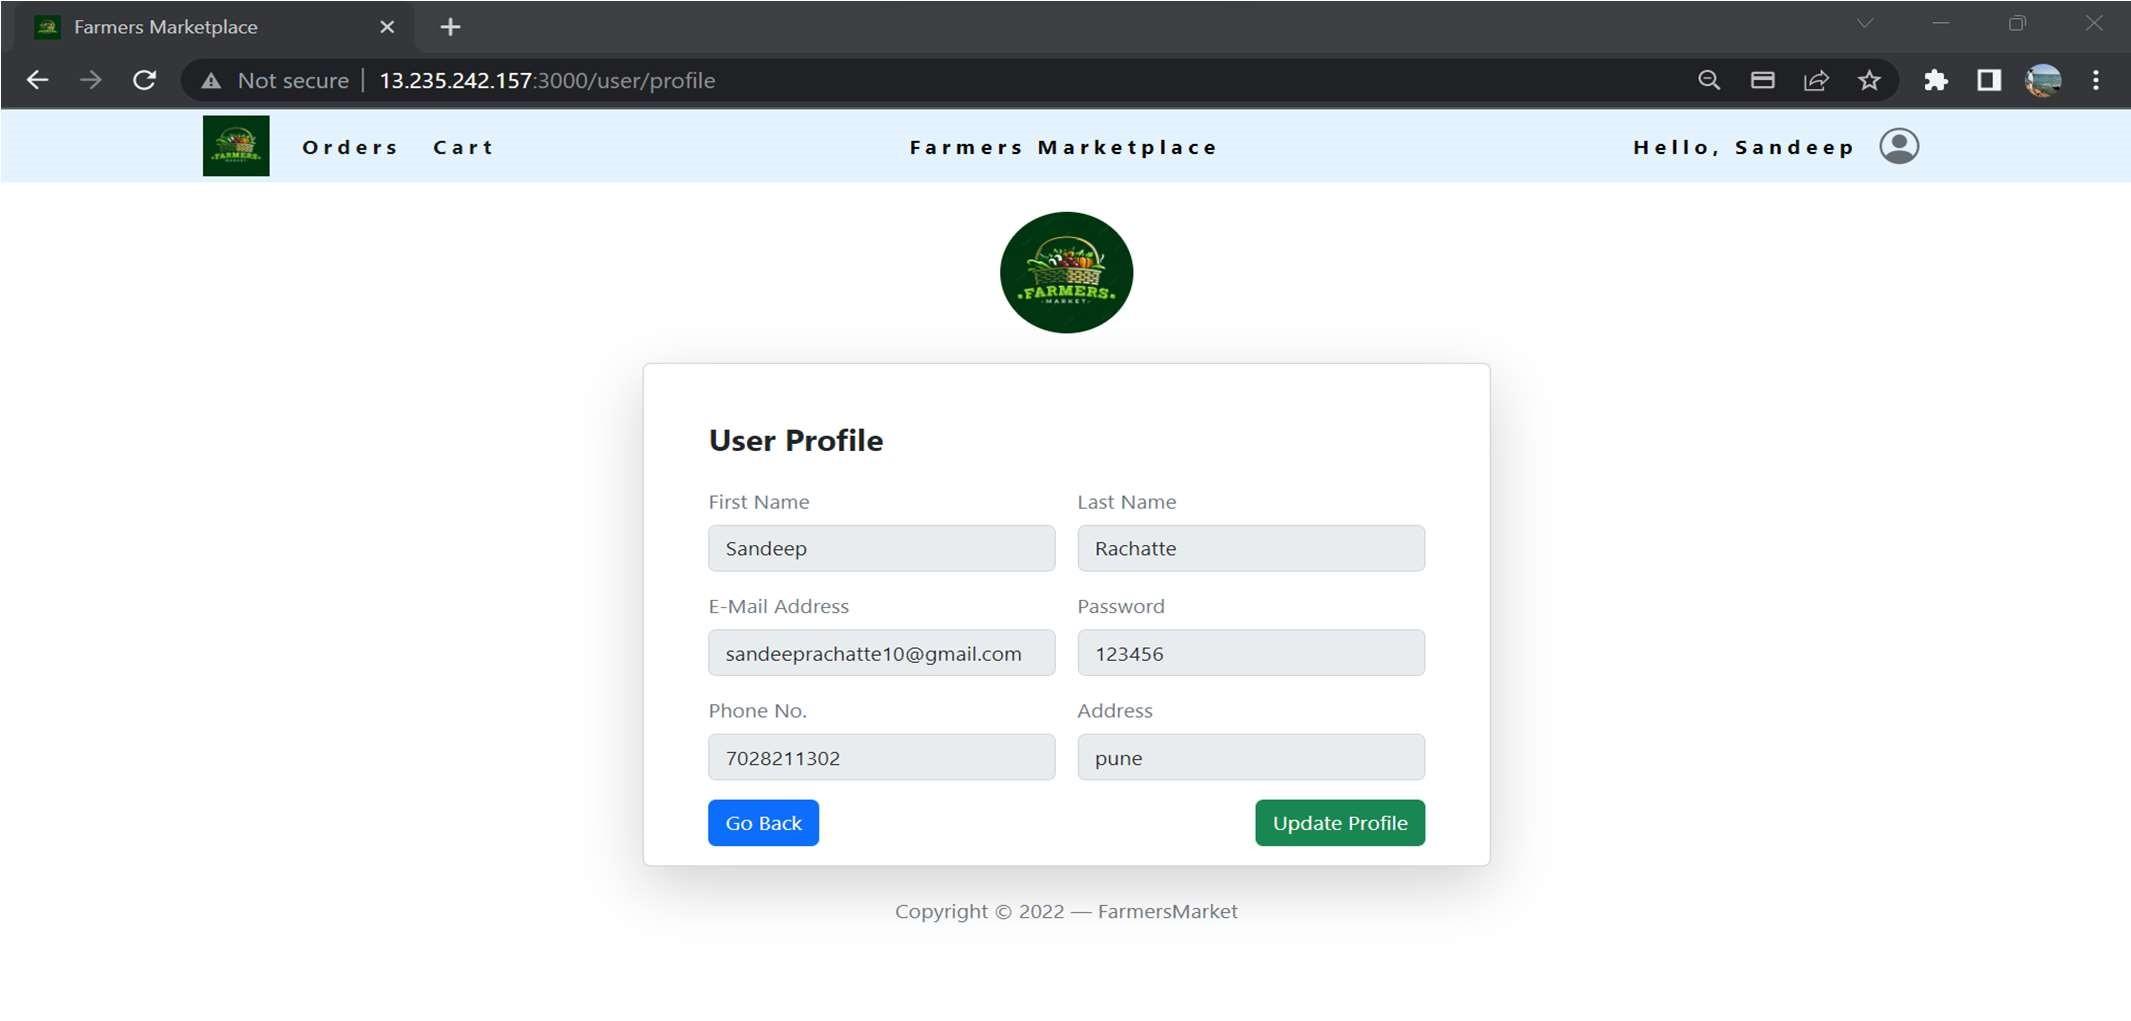 Farmers Marketplace
Not secure | 13.235.242.157:3000/user/profile
FARMERS
Orders Cart Farmers Marketplace Hello, Sandeep
FARMERS
MARKET
User Profile
First Name Last Name
Sandeep Rachatte
E-Mail Address Password
sandeeprachatte10@gmail.com 123456
Phone No. Address
7028211302 pune
Go Back Update Profile
Copyright © 2022 — FarmersMarket